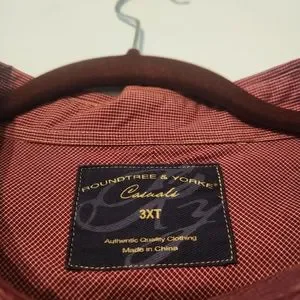 ROUNDTREE & YORKE
Casuals
3XT
Authentic Quality Clothing
Made in China